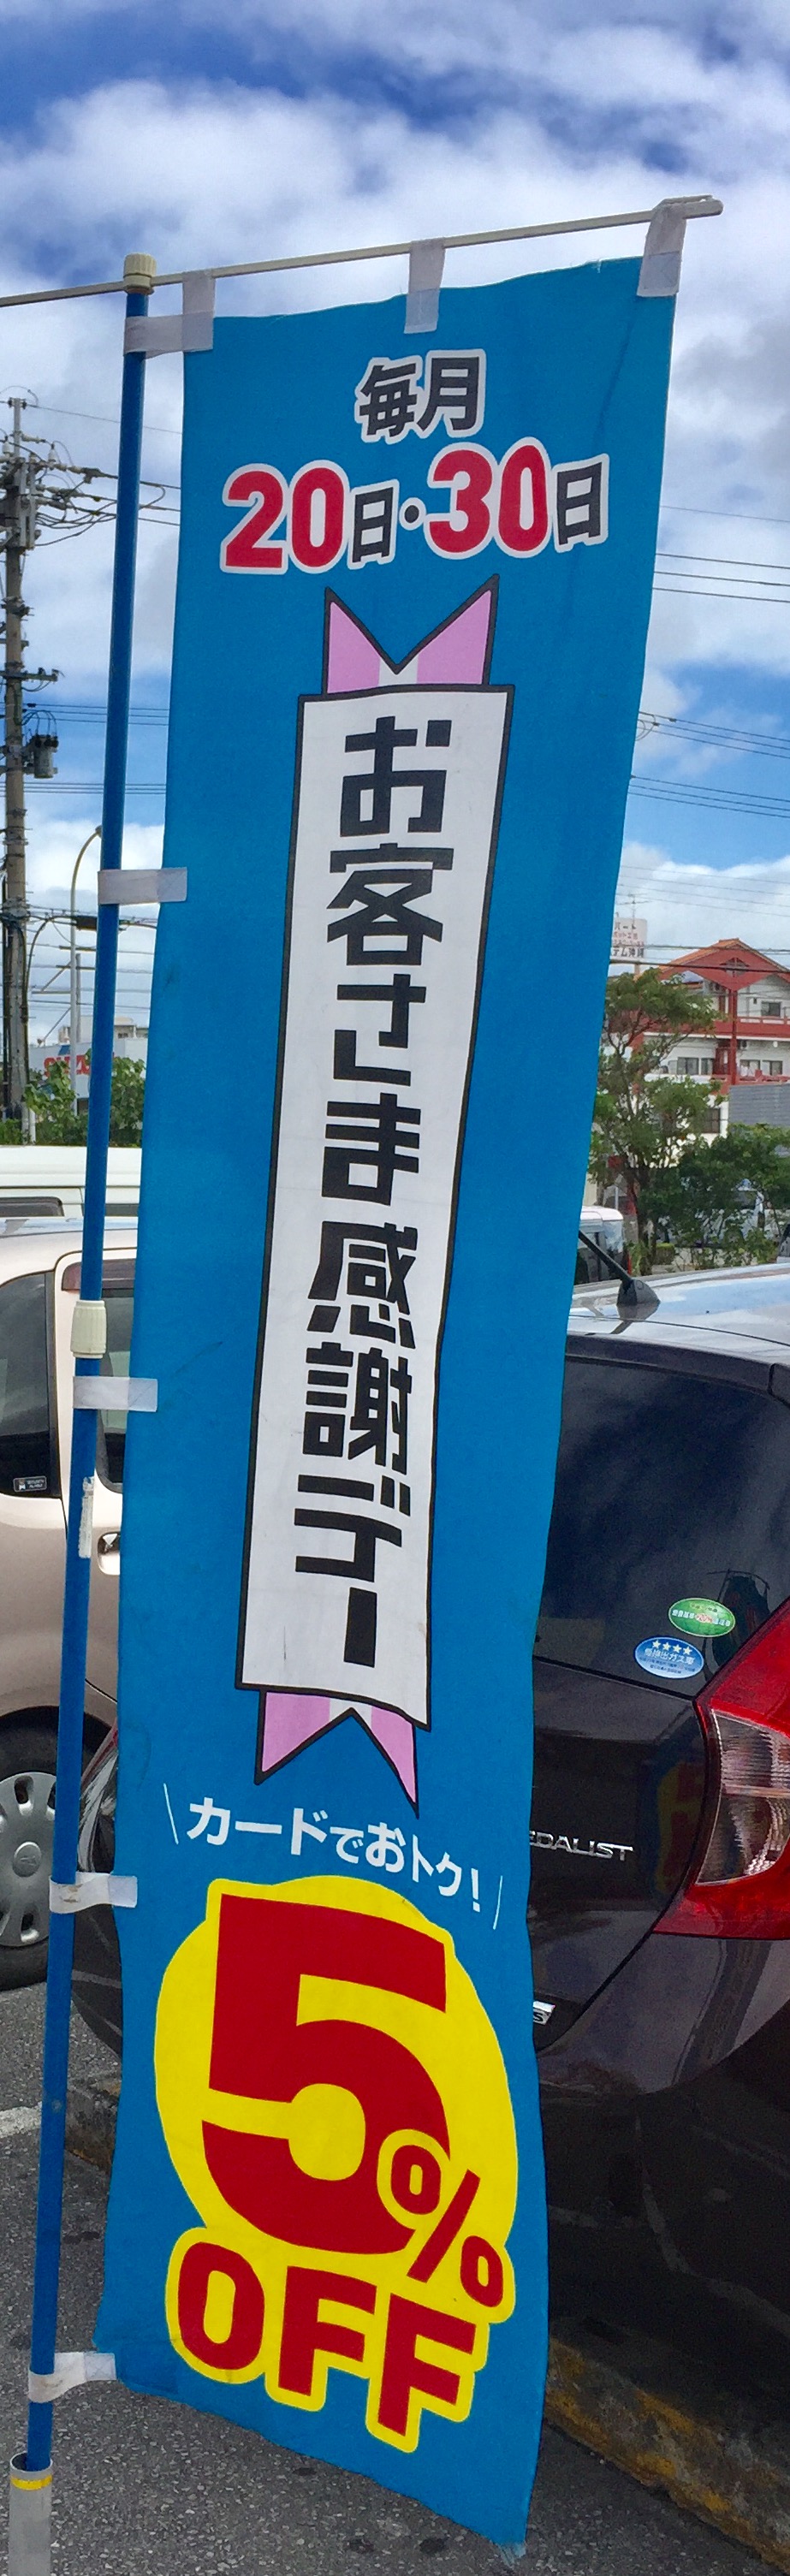 毎月
20日・30日
お客さま感謝デー
カードでおトク!
5%
OFF